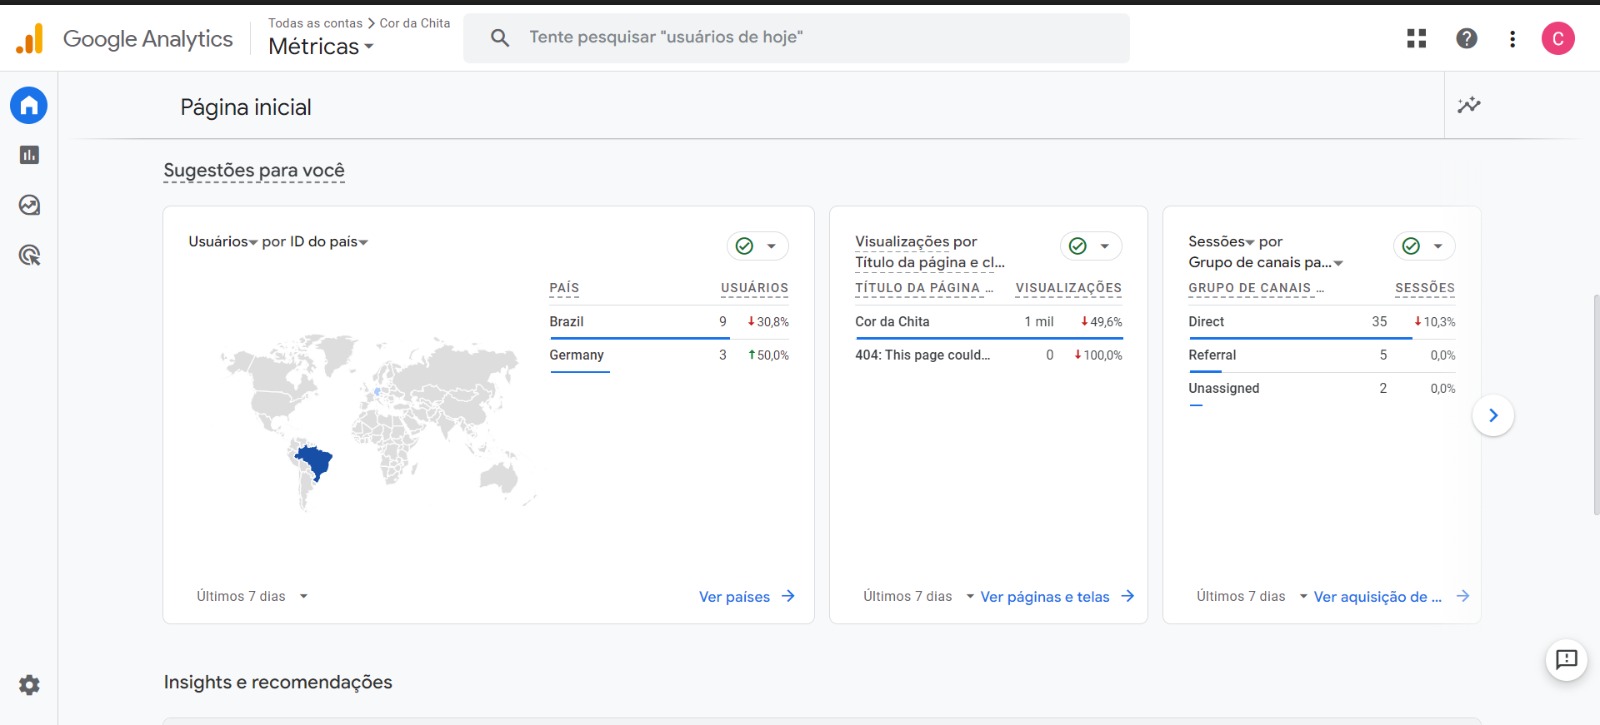 Google Analytics
Todas as contas > Cor da Chita
Métricas
Tente pesquisar "usuários de hoje"
C
Página inicial
Sugestões para você
Usuários por ID do país
PAÍS USUÁRIOS
Brazil 9 ↓30,8%
Germany 3 ↑50,0%
Últimos 7 dias
Ver países →
Visualizações por
Título da página e cl...
TÍTULO DA PÁGINA ... VISUALIZAÇÕES
Cor da Chita 1 mil ↓49,6%
404: This page could... 0 ↓100,0%
Últimos 7 dias
Ver páginas e telas →
Sessões por
Grupo de canais pa...
GRUPO DE CANAIS ... SESSÕES
Direct 35 ↓10,3%
Referral 5 0,0%
Unassigned 2 0,0%
Últimos 7 dias
Ver aquisição de ... →
Insights e recomendações